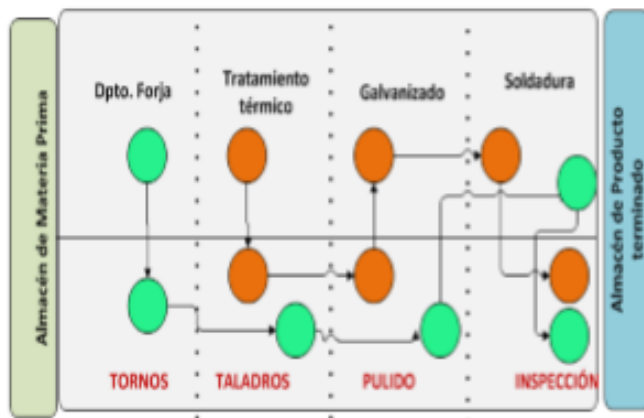 Almacén de Materia Prima
Dpto. Forja
Tratamiento
térmico
Galvanizado
Soldadura
TORNOS
TALADROS
PULIDO
INSPECCIÓN
Almacén de Producto
terminado